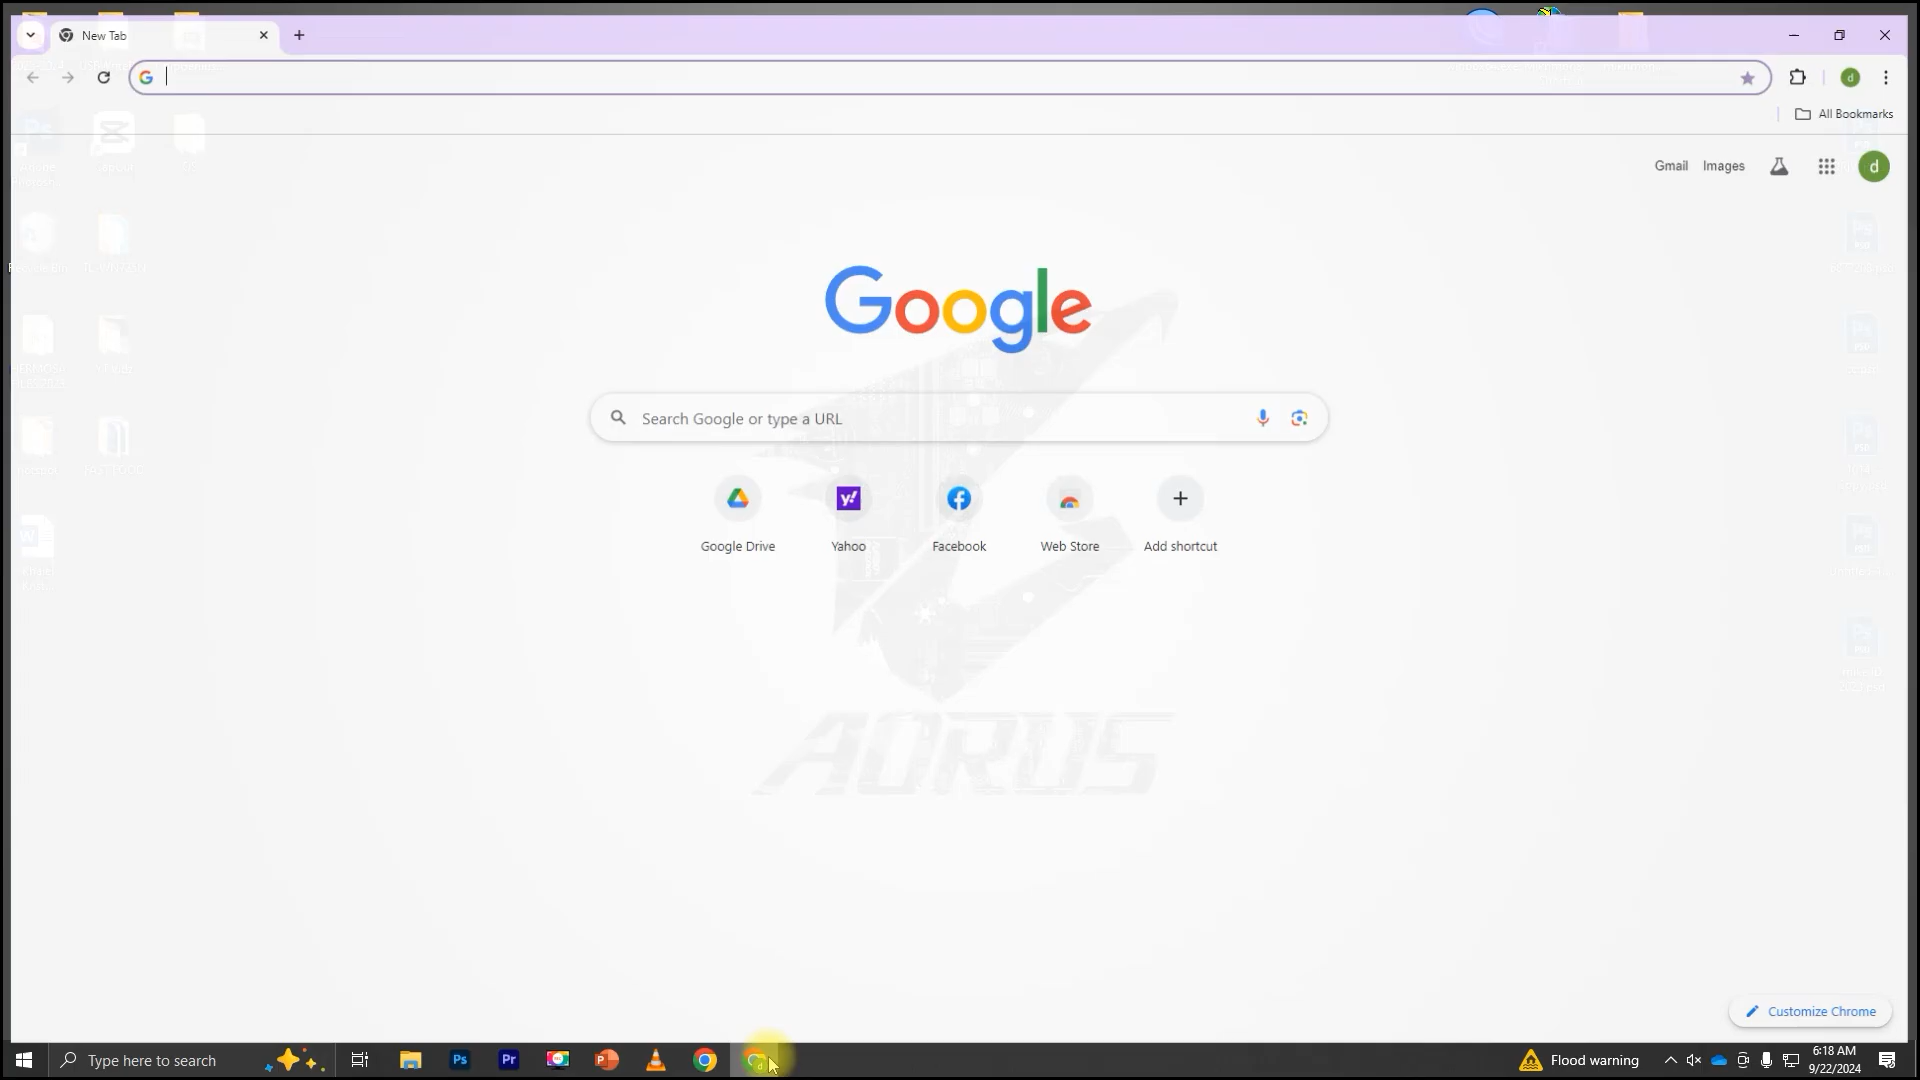 New Tab
All Bookmarks
Gmail Images
d
Google
Search Google or type a URL
Google Drive Yahoo Facebook Web Store Add shortcut
AORUS
Customize Chrome
Type here to search
Flood warning
6:18 AM
9/22/2024